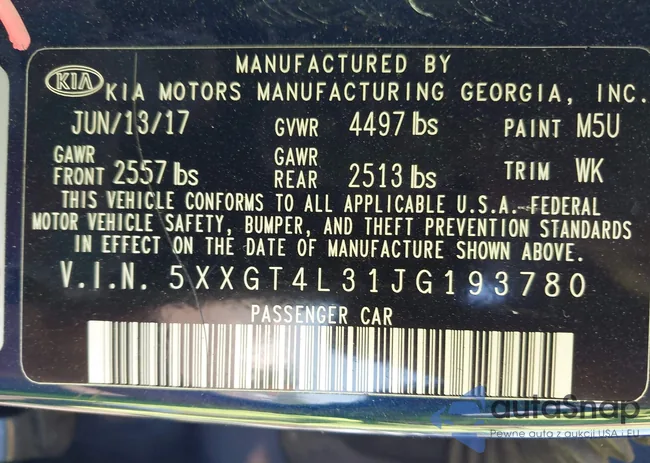 MANUFACTURED BY
KIA KIA MOTORS MANUFACTURING GEORGIA, INC.
JUN/13/17 GVWR 4497 lbs PAINT M5U
GAWR FRONT 2557 lbs GAWR REAR 2513 lbs TRIM WK
THIS VEHICLE CONFORMS TO ALL APPLICABLE U.S.A.-FEDERAL
MOTOR VEHICLE SAFETY, BUMPER, AND THEFT PREVENTION STANDARDS
IN EFFECT ON THE DATE OF MANUFACTURE SHOWN ABOVE.
V.I.N. 5XXGT4L31JG193780
PASSENGER CAR
autaSnap
Pewne auta z aukcji USA i EU